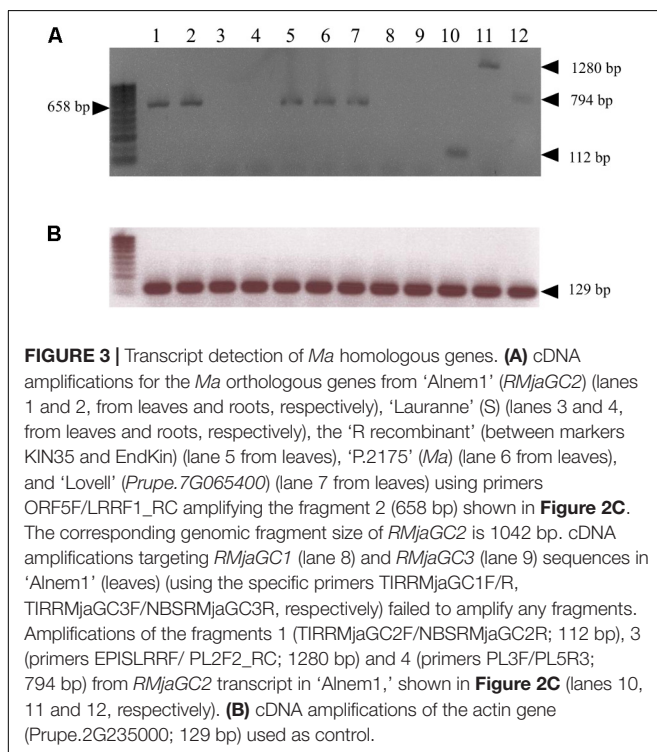 A
1 2 3 4 5 6 7 8 9 10 11 12
658 bp
1280 bp
794 bp
112 bp
B
129 bp
FIGURE 3 | Transcript detection of Ma homologous genes. (A) cDNA
amplifications for the Ma orthologous genes from ‘Alnem1’ (RMjaGC2) (lanes
1 and 2, from leaves and roots, respectively), ‘Lauranne’ (S) (lanes 3 and 4,
from leaves and roots, respectively), the ‘R recombinant’ (between markers
KIN35 and EndKin) (lane 5 from leaves), ‘P.2175’ (Ma) (lane 6 from leaves),
and ‘Lovell’ (Prupe.7G065400) (lane 7 from leaves) using primers
ORF5F/LRRF1_RC amplifying the fragment 2 (658 bp) shown in Figure 2C.
The corresponding genomic fragment size of RMjaGC2 is 1042 bp. cDNA
amplifications targeting RMjaGC1 (lane 8) and RMjaGC3 (lane 9) sequences in
‘Alnem1’ (leaves) (using the specific primers TIRRMjaGC1F/R,
TIRRMjaGC3F/NBSRMjaGC3R, respectively) failed to amplify any fragments.
Amplifications of the fragments 1 (TIRRMjaGC2F/NBSRMjaGC2R; 112 bp), 3
(primers EPISLRRF/ PL2F2_RC; 1280 bp) and 4 (primers PL3F/PL5R3;
794 bp) from RMjaGC2 transcript in ‘Alnem1,’ shown in Figure 2C (lanes 10,
11 and 12, respectively). (B) cDNA amplifications of the actin gene
(Prupe.2G235000; 129 bp) used as control.